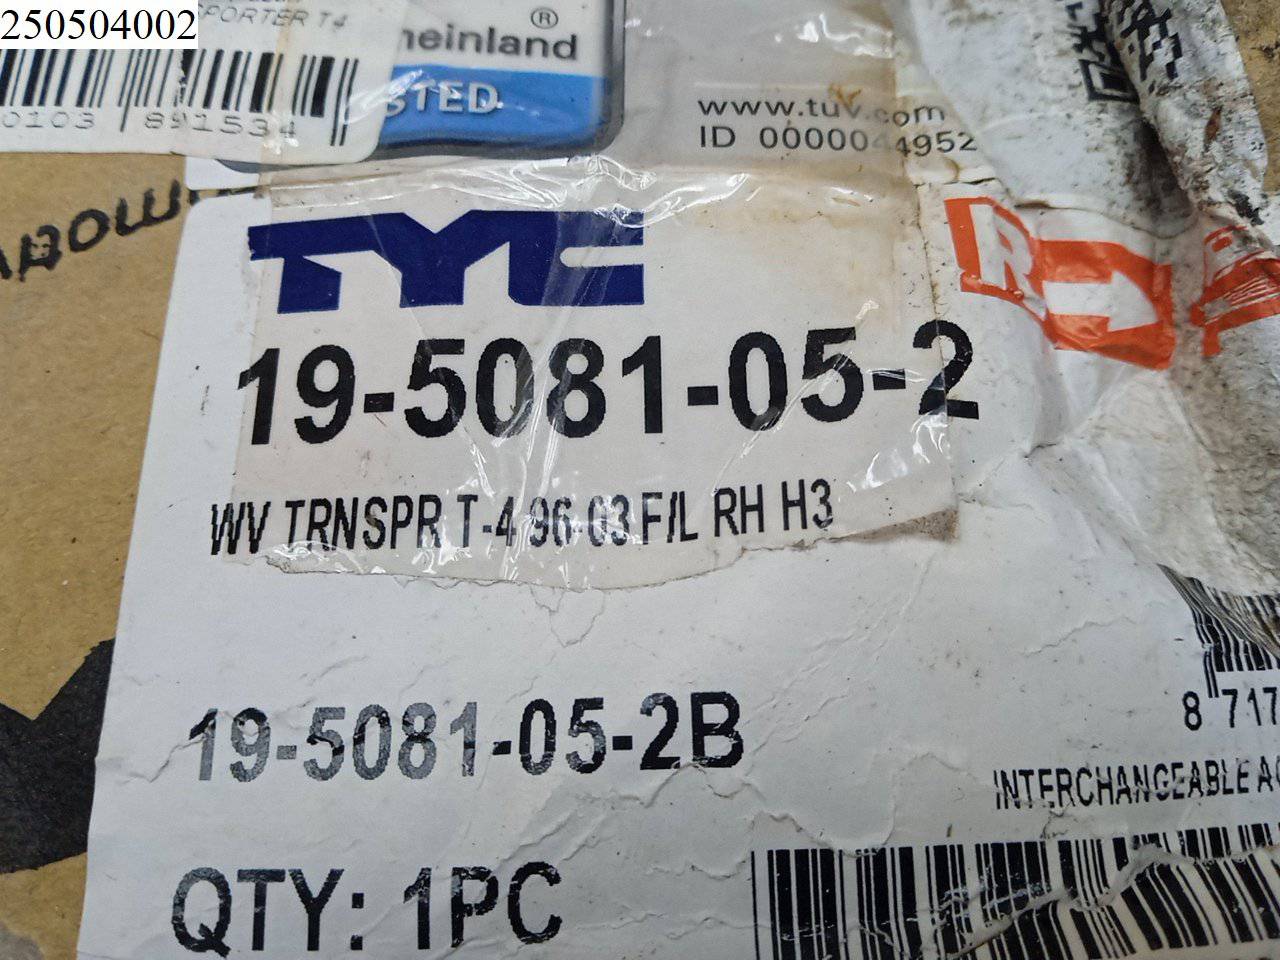 250504002
SPORTER T4
®
heinland
STED
0103 891534
www.tuv.com
ID 0000044952
TYC
R
19-5081-05-2
WV TRNSPR T-4 96-03 F/L RH H3
19-5081-05-2B
8 717
INTERCHANGEABLE
QTY: 1PC